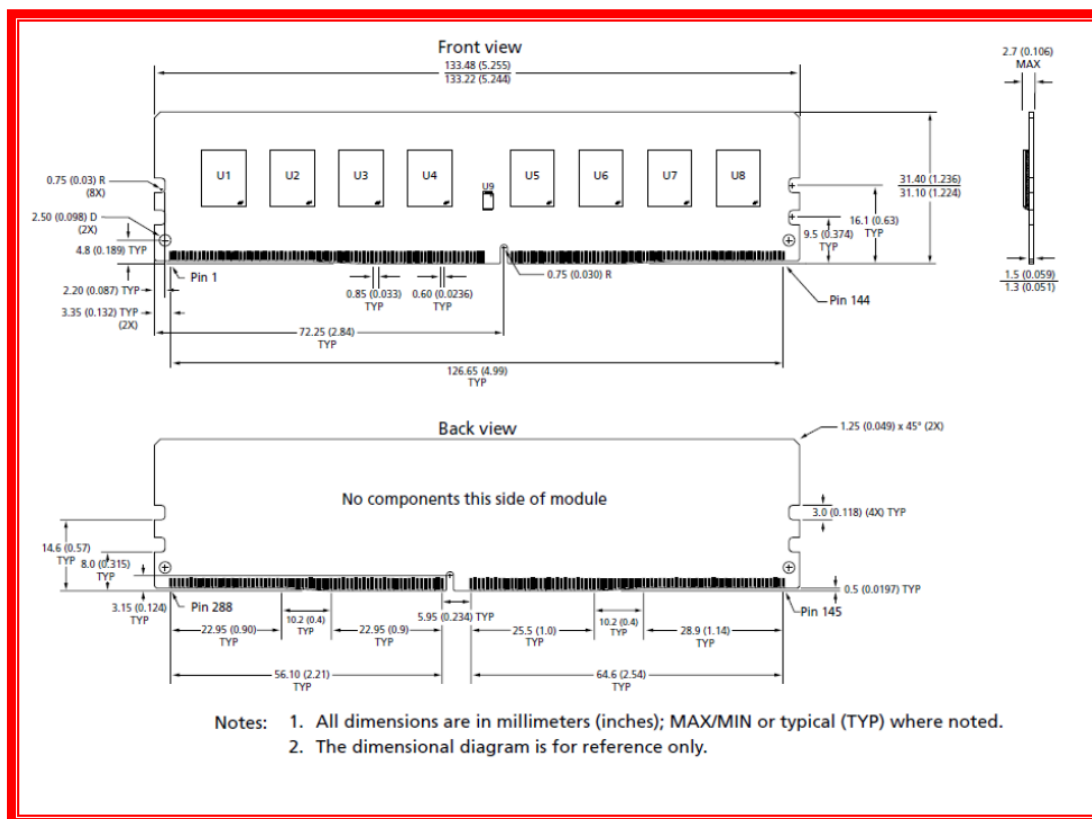 Front view
133.48 (5.255)
133.22 (5.244)
2.7 (0.106)
MAX
U1
U2
U3
U4
U9
U5
U6
U7
U8
0.75 (0.03) R
(8X)
2.50 (0.098) D
(2X)
4.8 (0.189) TYP
31.40 (1.236)
31.10 (1.224)
16.1 (0.63)
TYP
9.5 (0.374)
TYP
Pin 1
2.20 (0.087) TYP
3.35 (0.132) TYP
(2X)
0.85 (0.033)
TYP
0.60 (0.0236)
TYP
0.75 (0.030) R
Pin 144
1.5 (0.059)
1.3 (0.051)
72.25 (2.84)
TYP
126.65 (4.99)
TYP
Back view
1.25 (0.049) x 45° (2X)
No components this side of module
3.0 (0.118) (4X) TYP
14.6 (0.57)
TYP
8.0 (0.315)
TYP
3.15 (0.124)
TYP
Pin 288
5.95 (0.234) TYP
0.5 (0.0197) TYP
Pin 145
22.95 (0.90)
TYP
10.2 (0.4)
TYP
22.95 (0.9)
TYP
25.5 (1.0)
TYP
10.2 (0.4)
TYP
28.9 (1.14)
TYP
56.10 (2.21)
TYP
64.6 (2.54)
TYP
Notes: 1. All dimensions are in millimeters (inches); MAX/MIN or typical (TYP) where noted.
2. The dimensional diagram is for reference only.